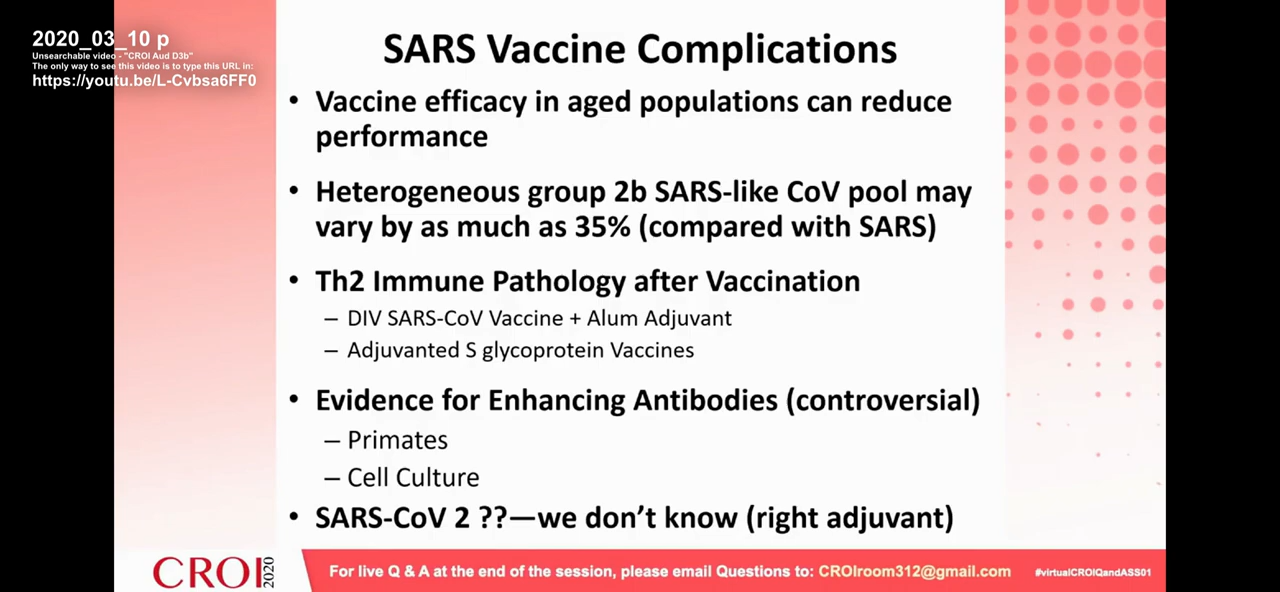 2020_03_10 p
Unsearchable video - "CROI Aud D3b"
The only way to see this video is to type this URL in:
https://youtu.be/L-Cvbsa6FF0
SARS Vaccine Complications
• Vaccine efficacy in aged populations can reduce
performance
• Heterogeneous group 2b SARS-like CoV pool may
vary by as much as 35% (compared with SARS)
• Th2 Immune Pathology after Vaccination
– DIV SARS-CoV Vaccine + Alum Adjuvant
– Adjuvanted S glycoprotein Vaccines
• Evidence for Enhancing Antibodies (controversial)
– Primates
– Cell Culture
• SARS-CoV 2 ??—we don't know (right adjuvant)
CROI 2020
For live Q & A at the end of the session, please email Questions to: CROIroom312@gmail.com
#virtualCROIQandASS01